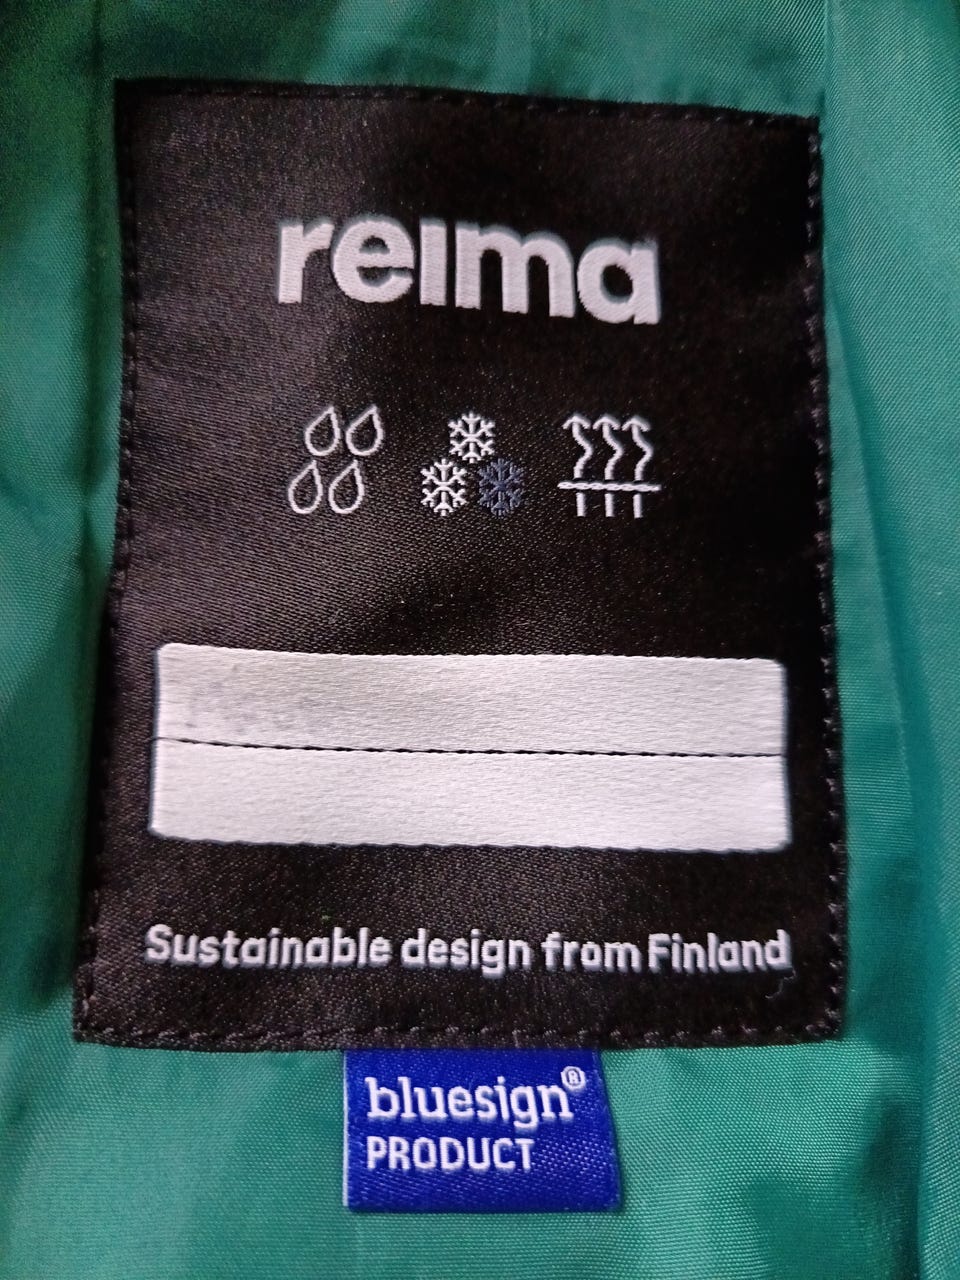 reima
Sustainable design from Finland
bluesign®
PRODUCT